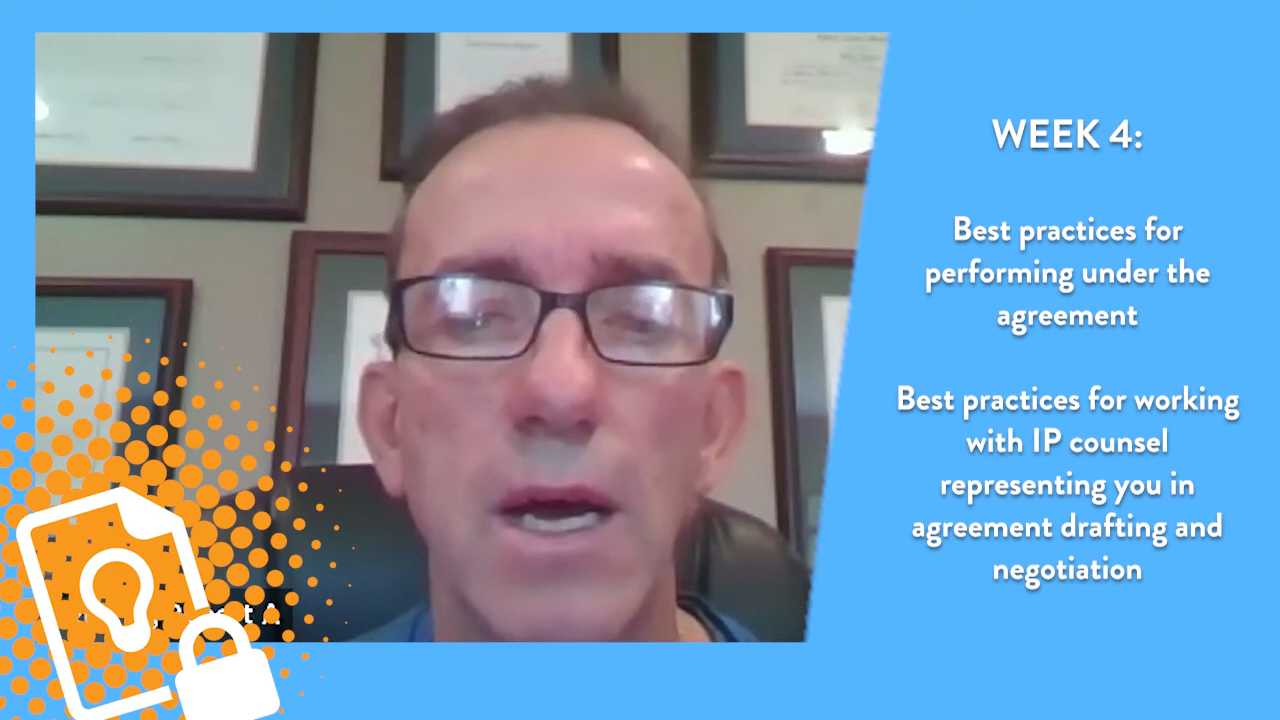 WEEK 4:
Best practices for
performing under the
agreement
Best practices for working
with IP counsel
representing you in
agreement drafting and
negotiation